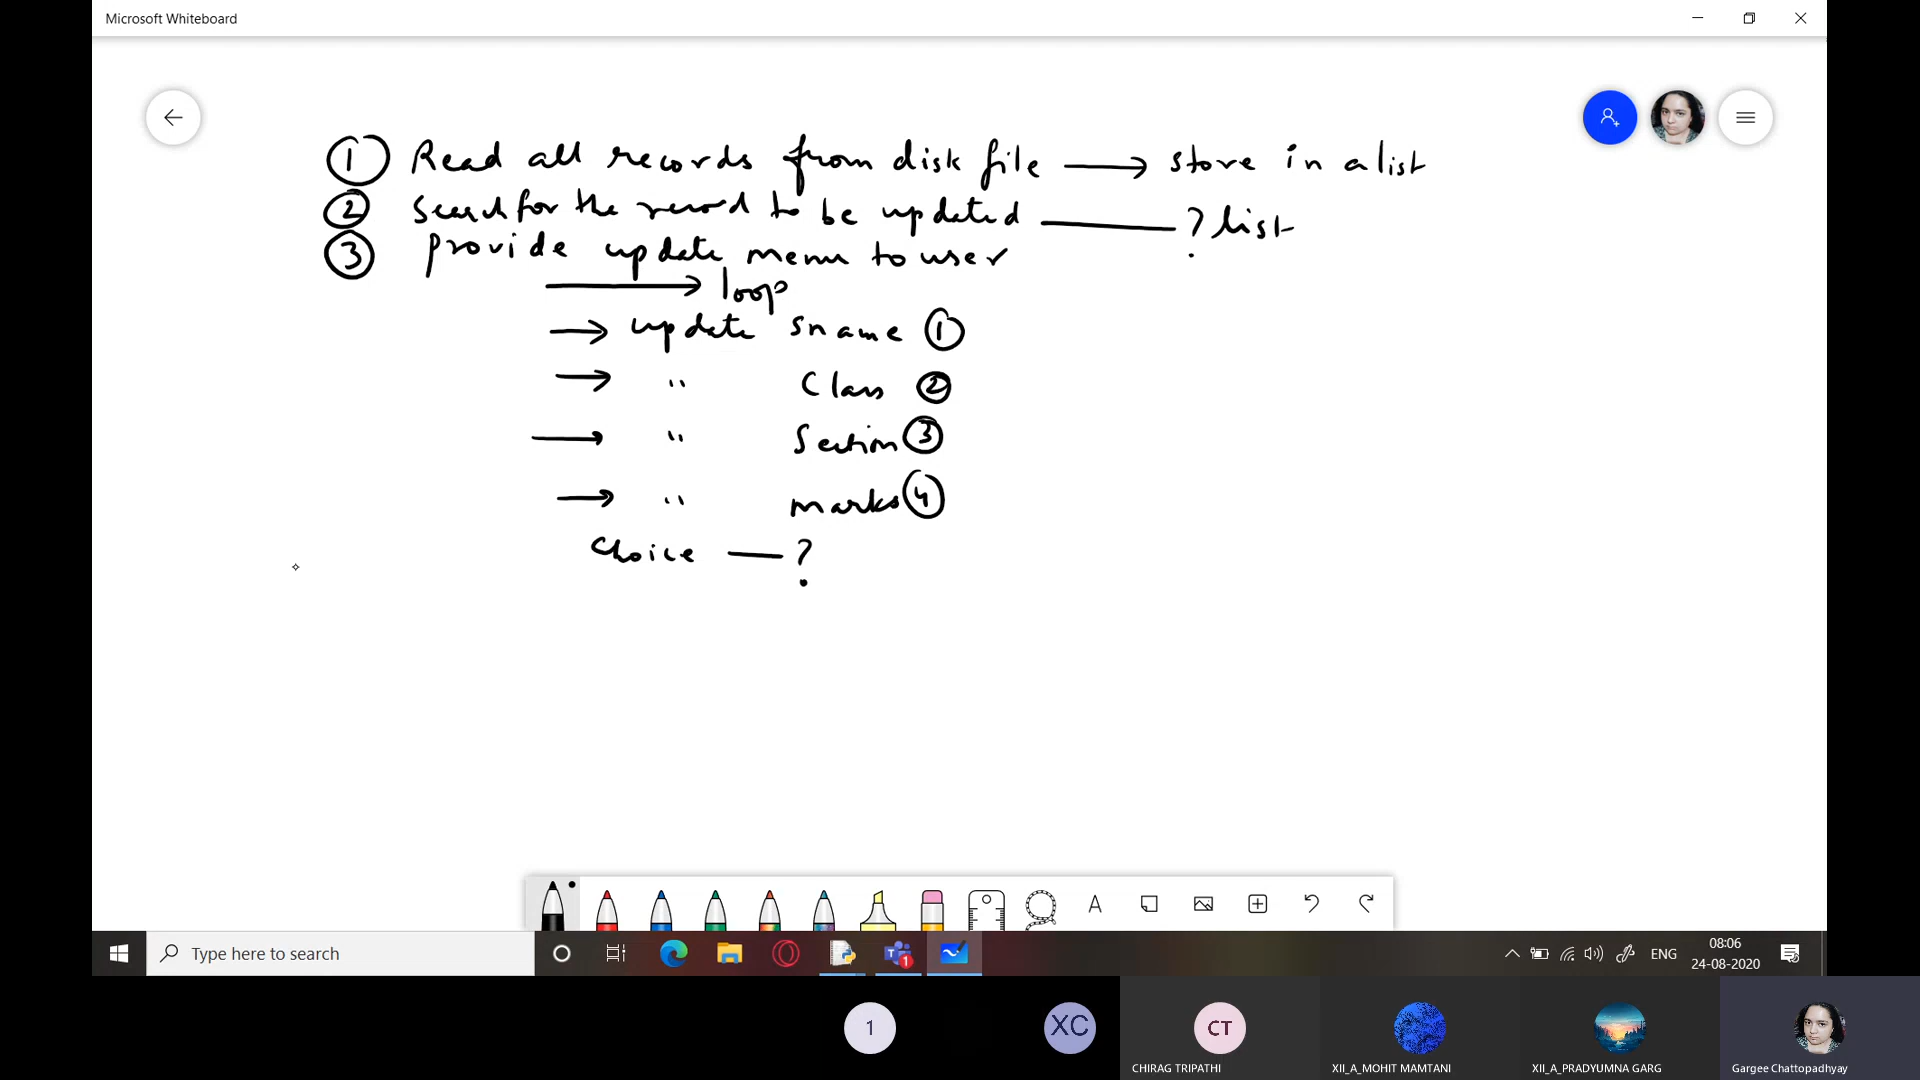 Microsoft Whiteboard
① Read all records from disk file → store in a list
② Search for the record to be updated — ? list
③ provide update menu to user
→ loop
→ update sname ①
→ " Class ②
→ " Section ③
→ " marks ④
Choice — ?
A
Type here to search
1
ENG
08:06
24-08-2020
1
XC
CT
CHIRAG TRIPATHI
XII_A_MOHIT MAMTANI
XII_A_PRADYUMNA GARG
Gargee Chattopadhyay